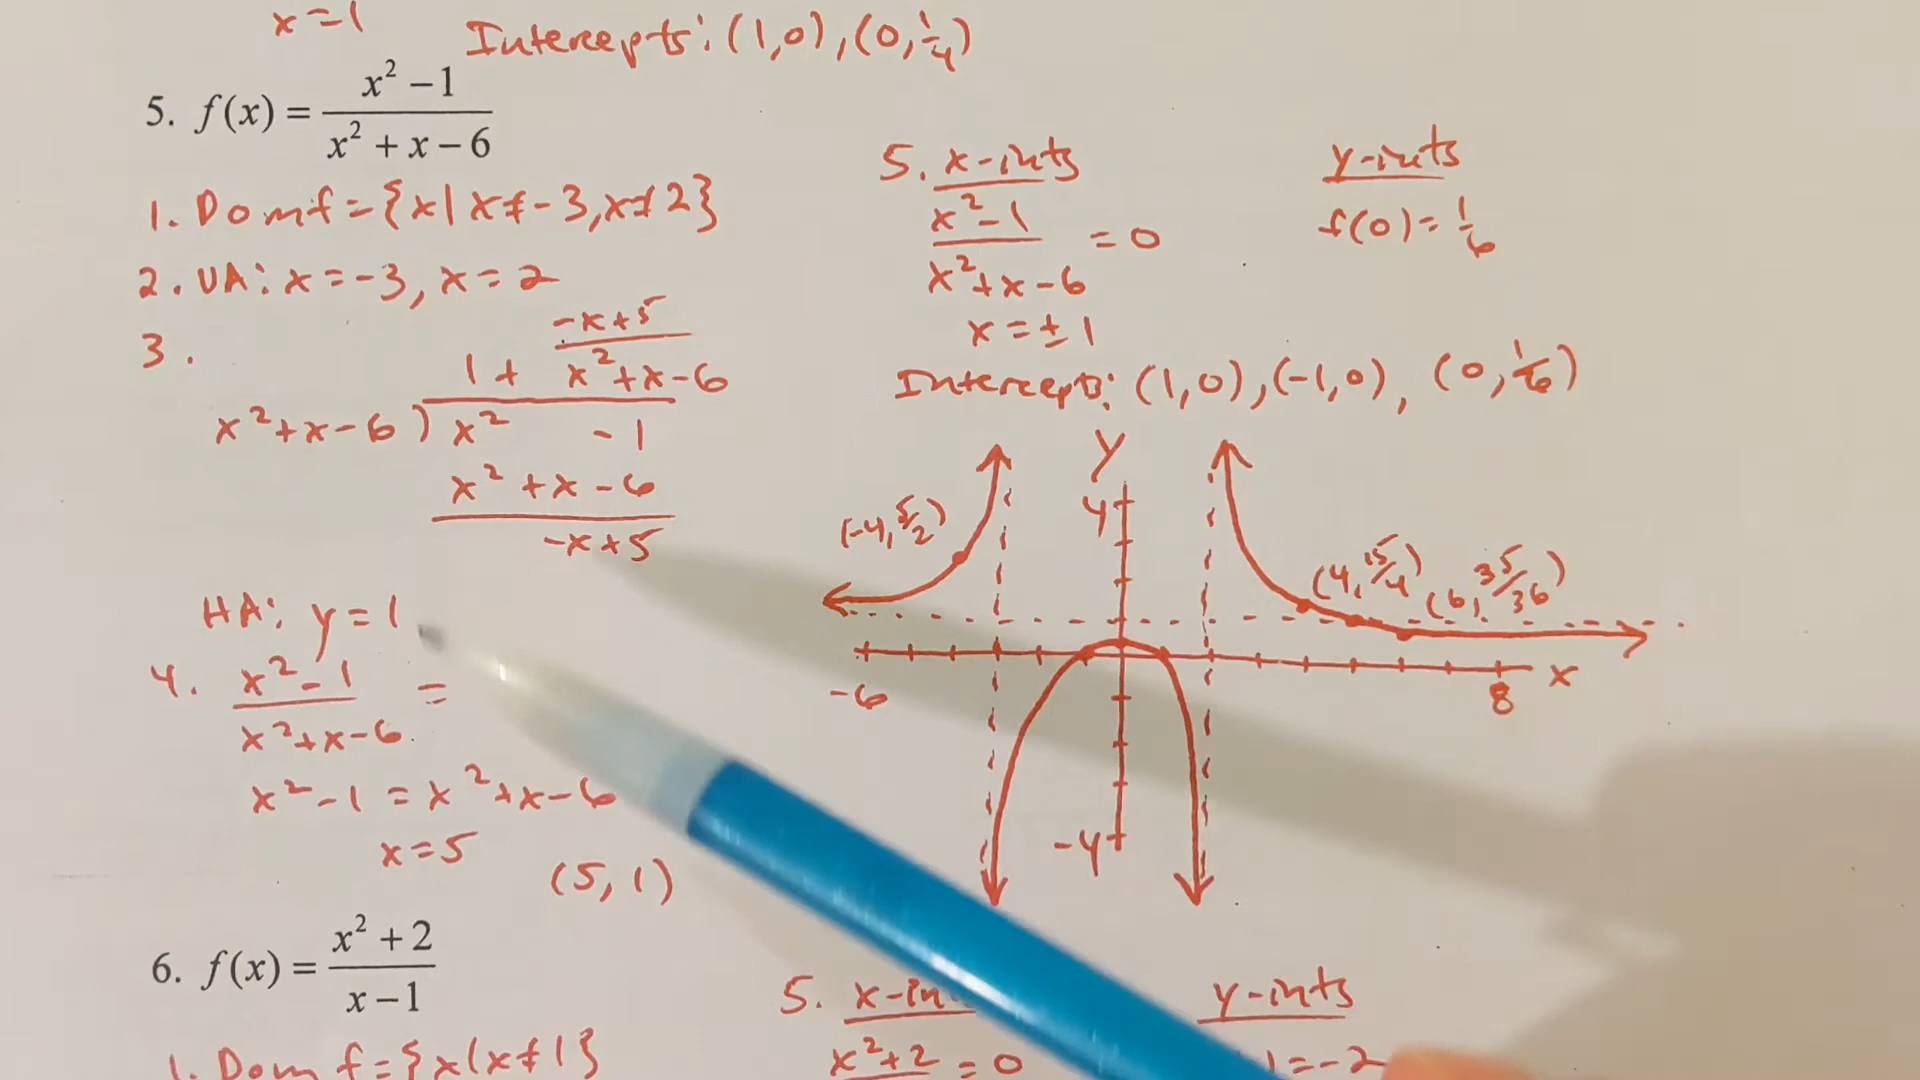 x=1
Intercepts: (1,0), (0,1/4)
5. f(x) = (x² − 1)/(x² + x − 6)
1. Dom f = {x | x ≠ -3, x ≠ 2}
2. VA: x = -3, x = 2
3.
1 + (-x+5)/(x²+x-6)
x²+x-6 ) x² - 1
x² + x - 6
-x+5
HA: y = 1
4. (x²-1)/(x²+x-6) =
x²-1 = x²+x-6
x=5
(5, 1)
5. x-ints
(x²-1)/(x²+x-6) = 0
x = ± 1
y-ints
f(0) = 1/6
Intercepts: (1,0), (-1,0), (0, 1/6)
y
4
(-4, 5/2)
(4, 15/4)
(6, 35/36)
-6
8
x
-4
6. f(x) = (x² + 2)/(x − 1)
1. Dom f = {x | x ≠ 1}
5. x-in
x²+2 = 0
y-ints
= -2